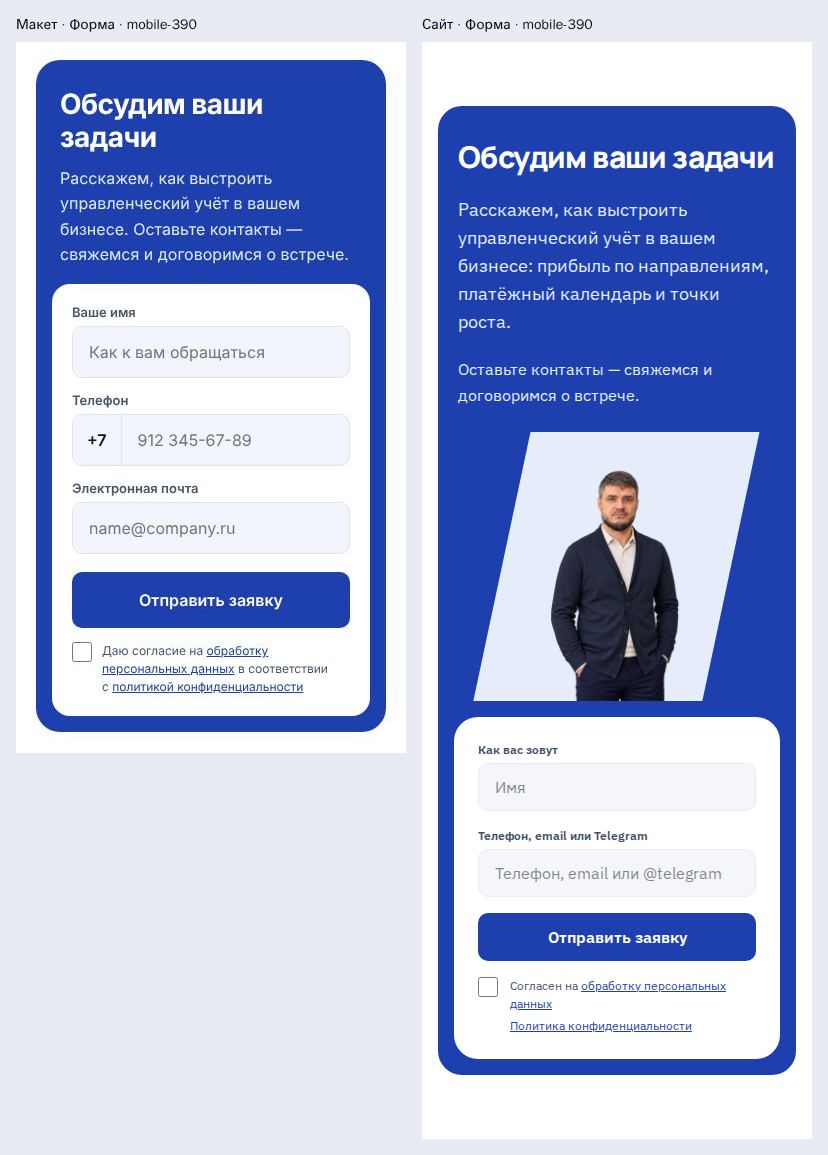 Макет · Форма · mobile-390
Обсудим ваши
задачи
Расскажем, как выстроить
управленческий учёт в вашем
бизнесе. Оставьте контакты —
свяжемся и договоримся о встрече.
Ваше имя
Как к вам обращаться
Телефон
+7 912 345-67-89
Электронная почта
name@company.ru
Отправить заявку
Даю согласие на обработку
персональных данных в соответствии
с политикой конфиденциальности
Сайт · Форма · mobile-390
Обсудим ваши задачи
Расскажем, как выстроить
управленческий учёт в вашем
бизнесе: прибыль по направлениям,
платёжный календарь и точки
роста.
Оставьте контакты — свяжемся и
договоримся о встрече.
Как вас зовут
Имя
Телефон, email или Telegram
Телефон, email или @telegram
Отправить заявку
Согласен на обработку персональных
данных
Политика конфиденциальности